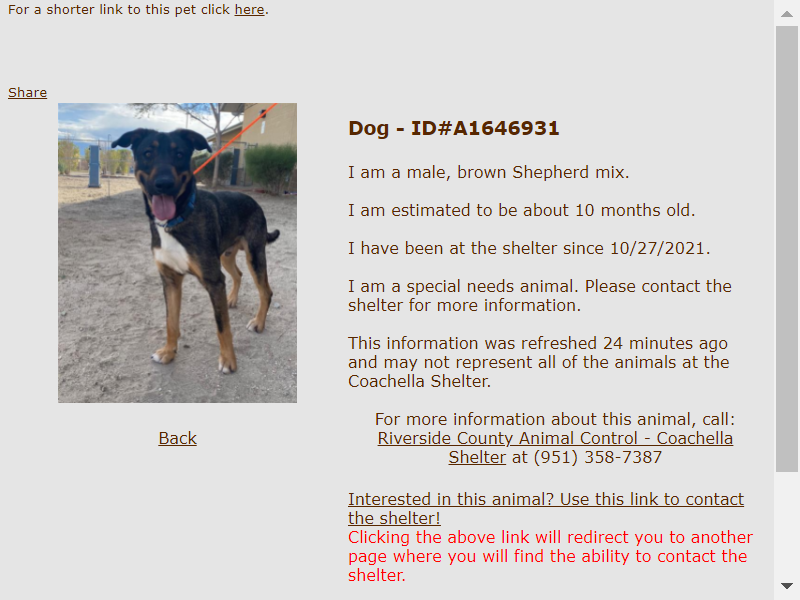 For a shorter link to this pet click here.
Share
Dog - ID#A1646931
I am a male, brown Shepherd mix.
I am estimated to be about 10 months old.
I have been at the shelter since 10/27/2021.
I am a special needs animal. Please contact the
shelter for more information.
This information was refreshed 24 minutes ago
and may not represent all of the animals at the
Coachella Shelter.
For more information about this animal, call:
Riverside County Animal Control - Coachella
Shelter at (951) 358-7387
Back
Interested in this animal? Use this link to contact
the shelter!
Clicking the above link will redirect you to another
page where you will find the ability to contact the
shelter.